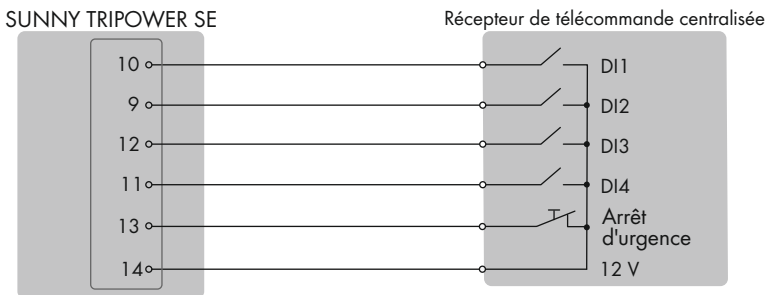 SUNNY TRIPOWER SE
Récepteur de télécommande centralisée
10
DI1
9
DI2
12
DI3
11
DI4
13
Arrêt
d'urgence
14
12 V